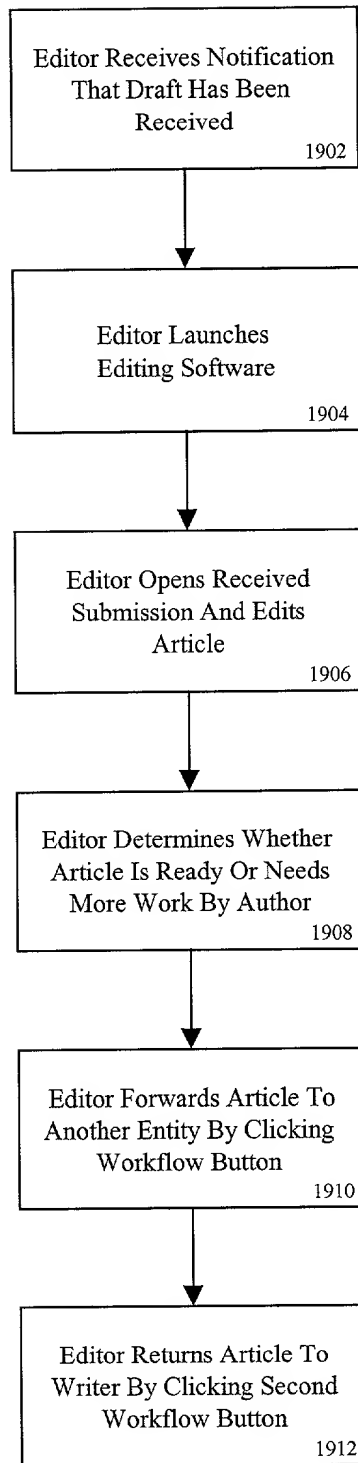 Editor Receives Notification
That Draft Has Been
Received
1902
Editor Launches
Editing Software
1904
Editor Opens Received
Submission And Edits
Article
1906
Editor Determines Whether
Article Is Ready Or Needs
More Work By Author
1908
Editor Forwards Article To
Another Entity By Clicking
Workflow Button
1910
Editor Returns Article To
Writer By Clicking Second
Workflow Button
1912